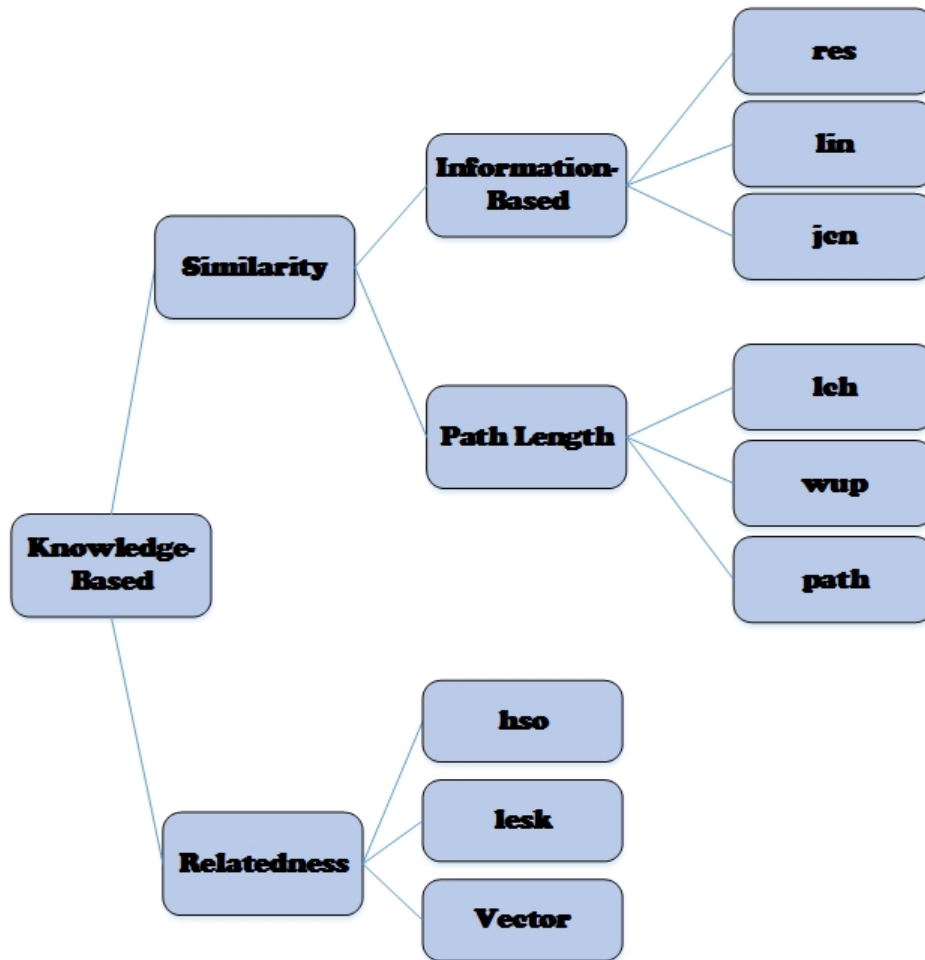 res
lin
jcn
Information-
Based
Similarity
Path Length
lch
wup
path
Knowledge-
Based
hso
lesk
Vector
Relatedness